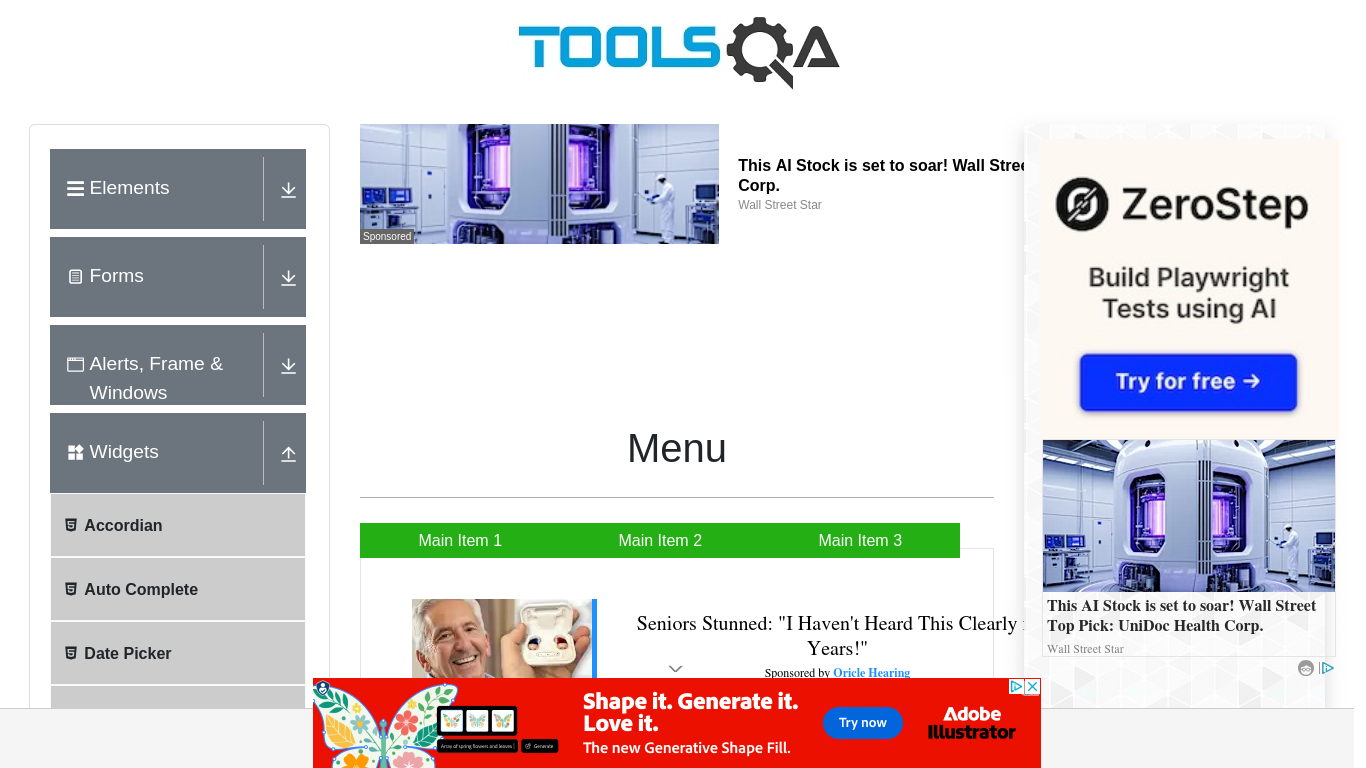 TOOLSQA
Elements
Forms
Alerts, Frame &
Windows
Widgets
Accordian
Auto Complete
Date Picker
Sponsored
This AI Stock is set to soar! Wall Stree
Corp.
Wall Street Star
Menu
Main Item 1
Main Item 2
Main Item 3
Seniors Stunned: "I Haven't Heard This Clearly
Years!"
Sponsored by Oricle Hearing
ZeroStep
Build Playwright
Tests using AI
Try for free →
This AI Stock is set to soar! Wall Street
Top Pick: UniDoc Health Corp.
Wall Street Star
Array of spring flowers and leaves
Generate
Shape it. Generate it.
Love it.
The new Generative Shape Fill.
Try now
Adobe
Illustrator